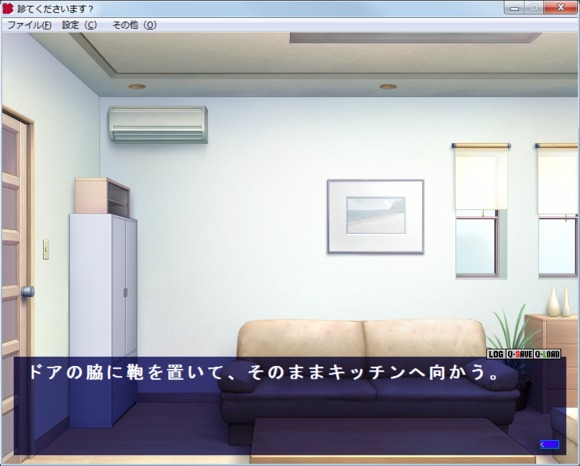 診てくださいます？
ファイル(F) 設定（C） その他（O）
LOG Q-SAVE Q-LOAD
ドアの脇に鞄を置いて、そのままキッチンへ向かう。